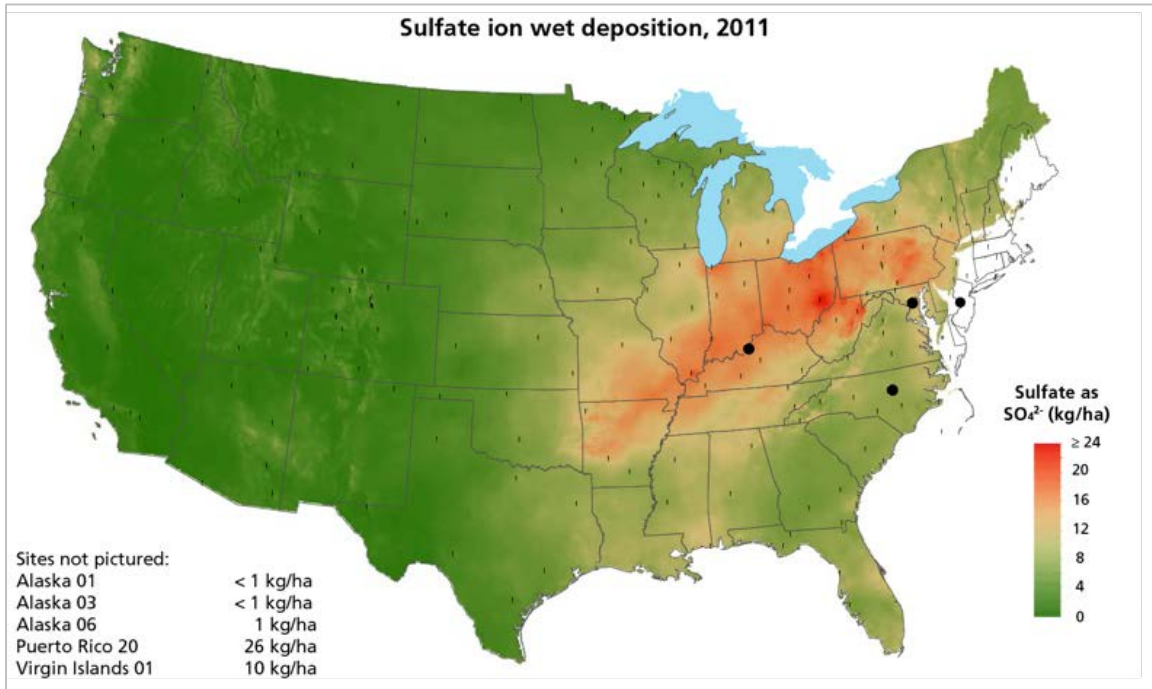 Sulfate ion wet deposition, 2011
Sulfate as
SO₄²⁻ (kg/ha)
≥ 24
20
16
12
8
4
0
Sites not pictured:
Alaska 01 < 1 kg/ha
Alaska 03 < 1 kg/ha
Alaska 06 1 kg/ha
Puerto Rico 20 26 kg/ha
Virgin Islands 01 10 kg/ha